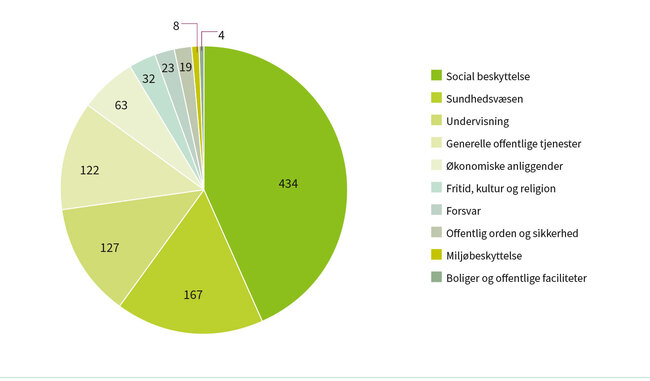 8
4
32
23
19
63
122
434
127
167
Social beskyttelse
Sundhedsvæsen
Undervisning
Generelle offentlige tjenester
Økonomiske anliggender
Fritid, kultur og religion
Forsvar
Offentlig orden og sikkerhed
Miljøbeskyttelse
Boliger og offentlige faciliteter